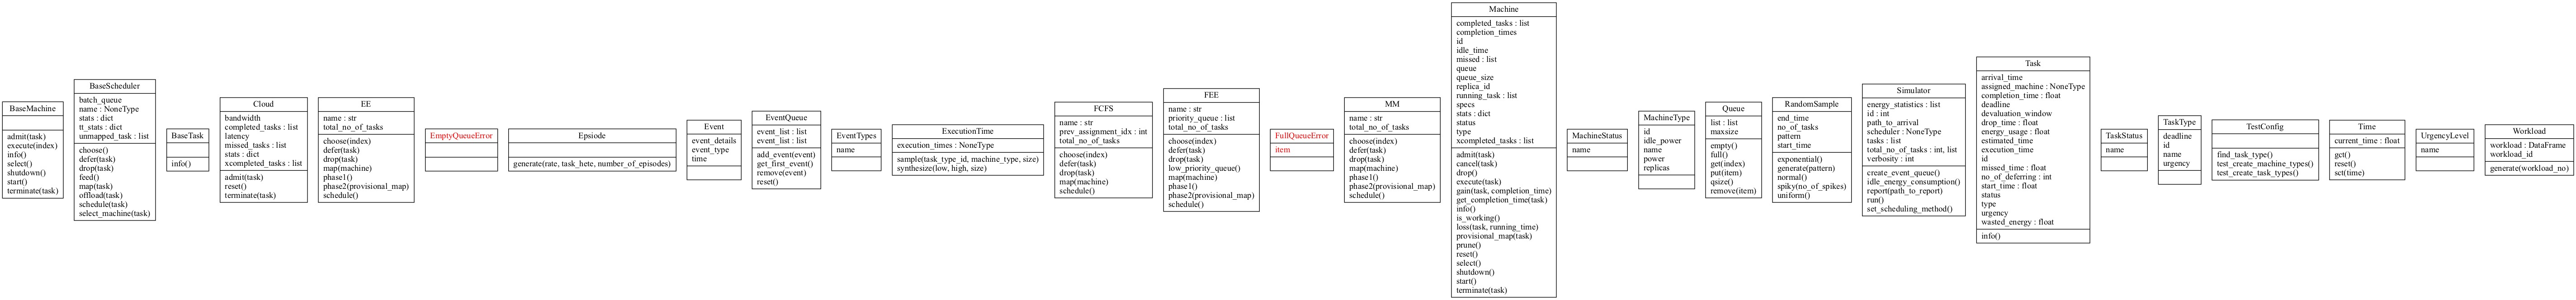 BaseMachine
admit(task)
execute(index)
info()
select()
shutdown()
start()
terminate(task)
BaseScheduler
batch_queue
name : NoneType
stats : dict
tt_stats : dict
unmapped_task : list
choose()
defer(task)
drop(task)
feed()
map(task)
offload(task)
schedule(task)
select_machine(task)
BaseTask
info()
Cloud
bandwidth
completed_tasks : list
latency
missed_tasks : list
stats : dict
xcompleted_tasks : list
admit(task)
reset()
terminate(task)
EE
name : str
total_no_of_tasks
choose(index)
defer(task)
drop(task)
map(machine)
phase1()
phase2(provisional_map)
schedule()
EmptyQueueError
Epsiode
generate(rate, task_hete, number_of_episodes)
Event
event_details
event_type
time
EventQueue
event_list : list
event_list : list
add_event(event)
get_first_event()
remove(event)
reset()
EventTypes
name
ExecutionTime
execution_times : NoneType
sample(task_type_id, machine_type, size)
synthesize(low, high, size)
FCFS
name : str
prev_assignment_idx : int
total_no_of_tasks
choose(index)
defer(task)
drop(task)
map(machine)
schedule()
FEE
name : str
priority_queue : list
total_no_of_tasks
choose(index)
defer(task)
drop(task)
low_priority_queue()
map(machine)
phase1()
phase2(provisional_map)
schedule()
FullQueueError
item
MM
name : str
total_no_of_tasks
choose(index)
defer(task)
drop(task)
map(machine)
phase1()
phase2(provisional_map)
schedule()
Machine
completed_tasks : list
completion_times
id
idle_time
missed : list
queue
queue_size
replica_id
running_task : list
specs
stats : dict
status
type
xcompleted_tasks : list
admit(task)
cancel(task)
drop()
execute(task)
gain(task, completion_time)
get_completion_time(task)
info()
is_working()
loss(task, running_time)
provisional_map(task)
prune()
reset()
select()
shutdown()
start()
terminate(task)
MachineStatus
name
MachineType
id
idle_power
name
power
replicas
Queue
list : list
maxsize
empty()
full()
get(index)
put(item)
qsize()
remove(item)
RandomSample
end_time
no_of_tasks
pattern
start_time
exponential()
generate(pattern)
normal()
spiky(no_of_spikes)
uniform()
Simulator
energy_statistics : list
id : int
path_to_arrival
scheduler : NoneType
tasks : list
total_no_of_tasks : int, list
verbosity : int
create_event_queue()
idle_energy_consumption()
report(path_to_report)
run()
set_scheduling_method()
Task
arrival_time
assigned_machine : NoneType
completion_time : float
deadline
devaluation_window
drop_time : float
energy_usage : float
estimated_time
execution_time
id
missed_time : float
no_of_deferring : int
start_time : float
status
type
urgency
wasted_energy : float
info()
TaskStatus
name
TaskType
deadline
id
name
urgency
TestConfig
find_task_type()
test_create_machine_types()
test_create_task_types()
Time
current_time : float
gct()
reset()
sct(time)
UrgencyLevel
name
Workload
workload : DataFrame
workload_id
generate(workload_no)